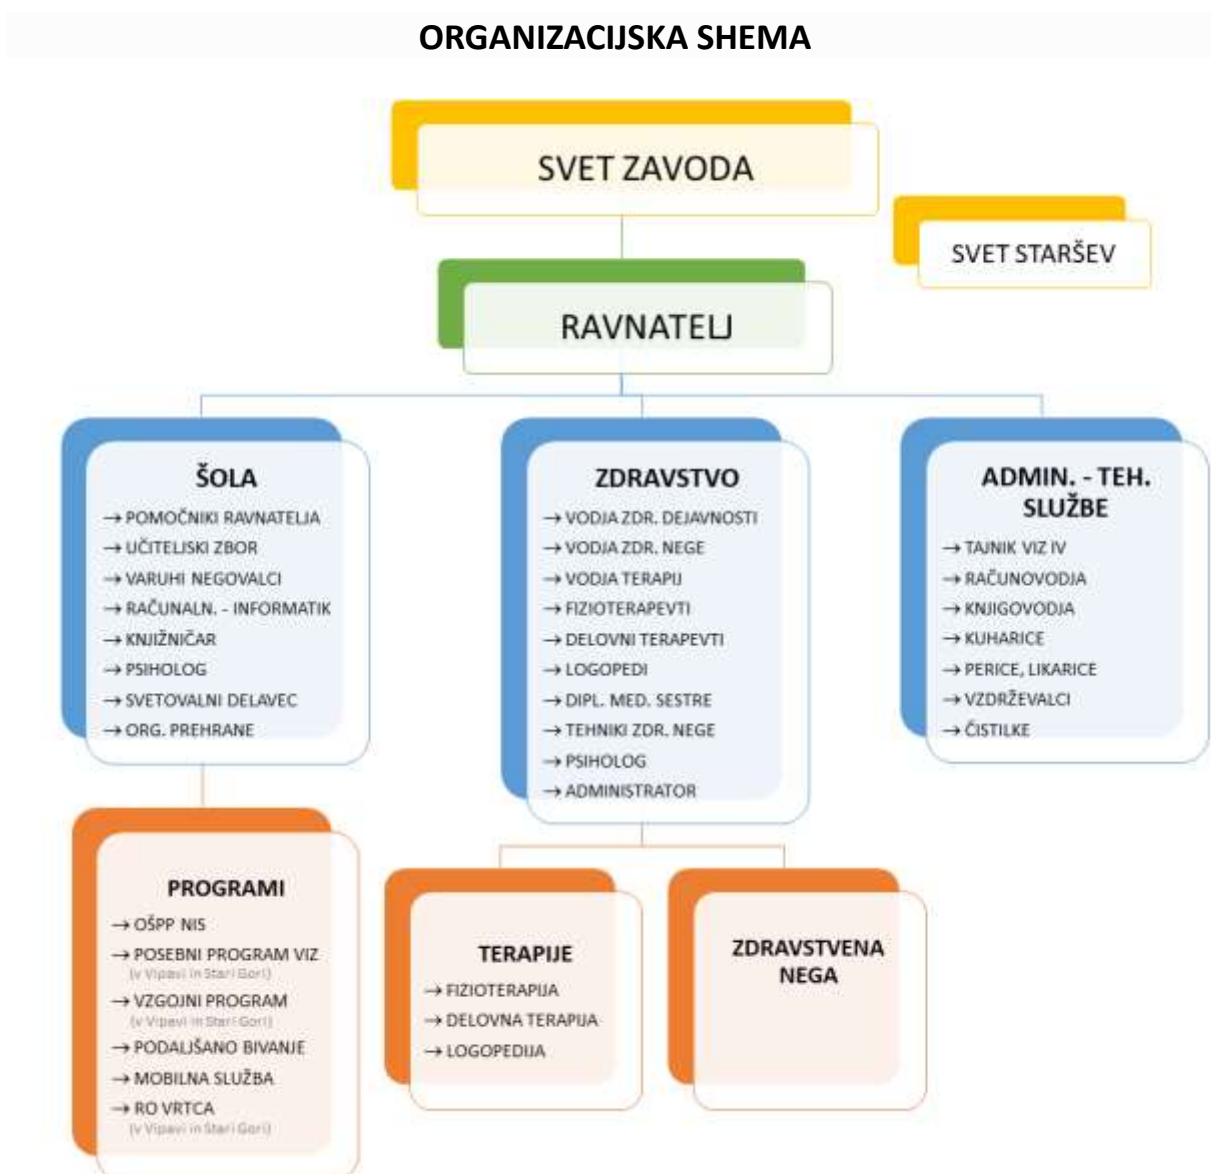 ORGANIZACIJSKA SHEMA
SVET ZAVODA
SVET STARŠEV
RAVNATELJ
ŠOLA
→ POMOČNIKI RAVNATELJA
→ UČITELJSKI ZBOR
→ VARUHI NEGOVALCI
→ RAČUNALN. - INFORMATIK
→ KNJIŽNIČAR
→ PSIHOLOG
→ SVETOVALNI DELAVEC
→ ORG. PREHRANE
ZDRAVSTVO
→ VODJA ZDR. DEJAVNOSTI
→ VODJA ZDR. NEGE
→ VODJA TERAPIJ
→ FIZIOTERAPEVTI
→ DELOVNI TERAPEVTI
→ LOGOPEDI
→ DIPL. MED. SESTRE
→ TEHNIKI ZDR. NEGE
→ PSIHOLOG
→ ADMINISTRATOR
ADMIN. - TEH.
SLUŽBE
→ TAJNIK VIZ IV
→ RAČUNOVODJA
→ KNJIGOVODJA
→ KUHARICE
→ PERICE, LIKARICE
→ VZDRŽEVALCI
→ ČISTILKE
PROGRAMI
→ OŠPP NIS
→ POSEBNI PROGRAM VIZ
(v Vipavi in Stari Gori)
→ VZGOJNI PROGRAM
(v Vipavi in Stari Gori)
→ PODALJŠANO BIVANJE
→ MOBILNA SLUŽBA
→ RO VRTCA
(v Vipavi in Stari Gori)
TERAPIJE
→ FIZIOTERAPIJA
→ DELOVNA TERAPIJA
→ LOGOPEDIJA
ZDRAVSTVENA
NEGA